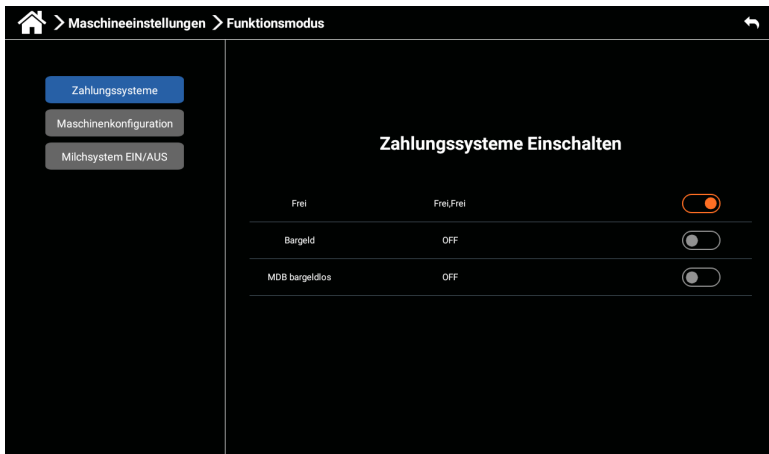 Maschineeinstellungen Funktionsmodus
Zahlungssysteme
Maschinenkonfiguration
Milchsystem EIN/AUS
Zahlungssysteme Einschalten
Frei Frei,Frei
Bargeld OFF
MDB bargeldlos OFF